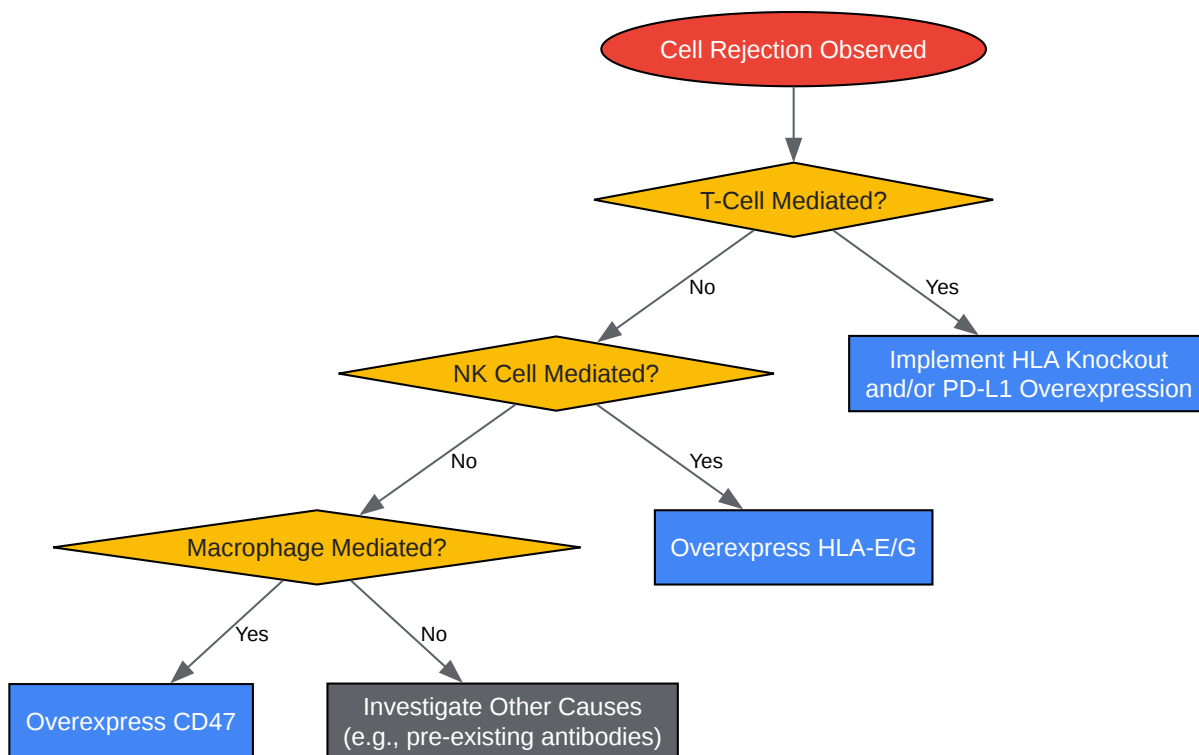 Cell Rejection Observed
T-Cell Mediated?
No
Yes
NK Cell Mediated?
Implement HLA Knockout
and/or PD-L1 Overexpression
No
Yes
Macrophage Mediated?
Overexpress HLA-E/G
Yes
No
Overexpress CD47
Investigate Other Causes
(e.g., pre-existing antibodies)